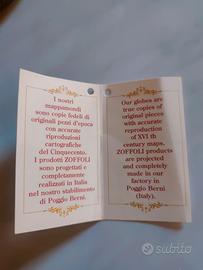 I nostri
mappamondi
sono copie fedeli di
originali pezzi d'epoca
con accurate
riproduzioni
cartografiche
del Cinquecento.
I prodotti ZOFFOLI
sono progettati e
completamente
realizzati in Italia
nel nostro stabilimento
di Poggio Berni.
Our globes are
true copies of
original pieces
with accurate
reproduction
of XVI th
century maps.
ZOFFOLI products
are projected and
completely made
in our
factory in
Poggio Berni
(Italy).
subito